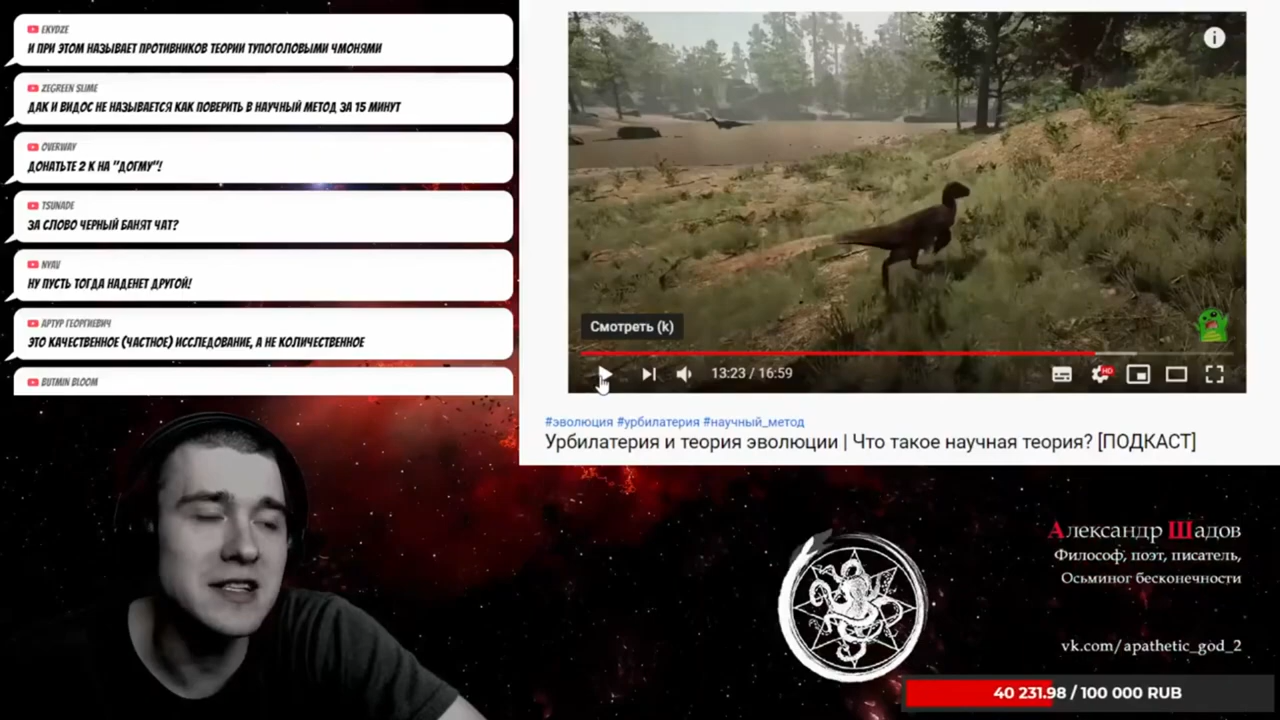 EKYDZE
И ПРИ ЭТОМ НАЗЫВАЕТ ПРОТИВНИКОВ ТЕОРИИ ТУПОГОЛОВЫМИ ЧМОНЯМИ
ZEGREEN SLIME
ДАК И ВИДОС НЕ НАЗЫВАЕТСЯ КАК ПОВЕРИТЬ В НАУЧНЫЙ МЕТОД ЗА 15 МИНУТ
OVERWAY
ДОНАТЬТЕ 2 К НА "ДОГМУ"!
TSUNADE
ЗА СЛОВО ЧЕРНЫЙ БАНЯТ ЧАТ?
NYAV
НУ ПУСТЬ ТОГДА НАДЕНЕТ ДРУГОЙ!
АРТУР ГЕОРГИЕВИЧ
ЭТО КАЧЕСТВЕННОЕ (ЧАСТНОЕ) ИССЛЕДОВАНИЕ, А НЕ КОЛИЧЕСТВЕННОЕ
BUTMIN BLOOM
Смотреть (k)
13:23 / 16:59
HD
#эволюция #урбилатерия #научный_метод
Урбилатерия и теория эволюции | Что такое научная теория? [ПОДКАСТ]
Александр Шадов
Философ, поэт, писатель,
Осьминог бесконечности
vk.com/apathetic_god_2
40 231.98 / 100 000 RUB